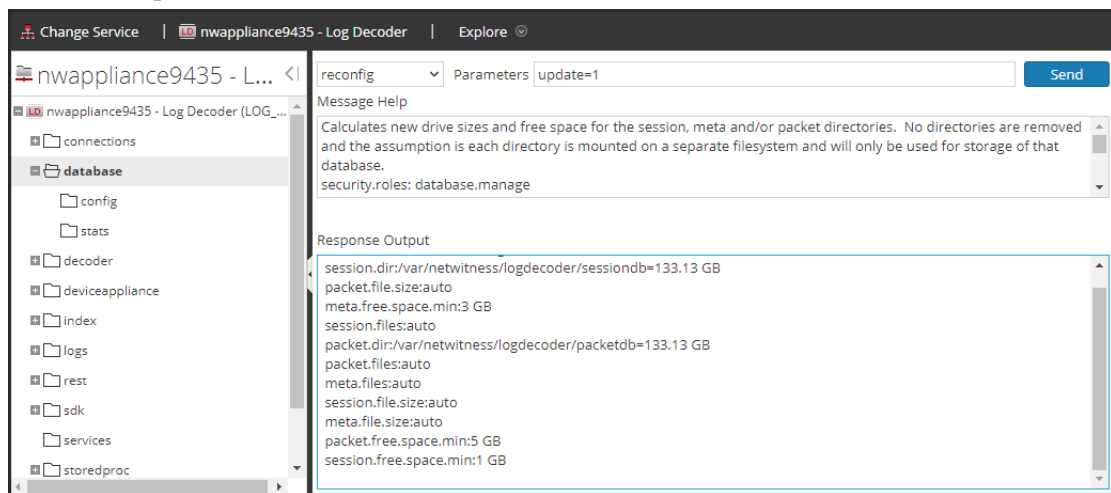 Change Service | LD nwappliance9435 - Log Decoder | Explore
nwappliance9435 - L...
LD nwappliance9435 - Log Decoder (LOG_...
connections
database
config
stats
decoder
deviceappliance
index
logs
rest
sdk
services
storedproc
reconfig Parameters update=1 Send
Message Help
Calculates new drive sizes and free space for the session, meta and/or packet directories. No directories are removed
and the assumption is each directory is mounted on a separate filesystem and will only be used for storage of that
database.
security.roles: database.manage
Response Output
session.dir:/var/netwitness/logdecoder/sessiondb=133.13 GB
packet.file.size:auto
meta.free.space.min:3 GB
session.files:auto
packet.dir:/var/netwitness/logdecoder/packetdb=133.13 GB
packet.files:auto
meta.files:auto
session.file.size:auto
meta.file.size:auto
packet.free.space.min:5 GB
session.free.space.min:1 GB